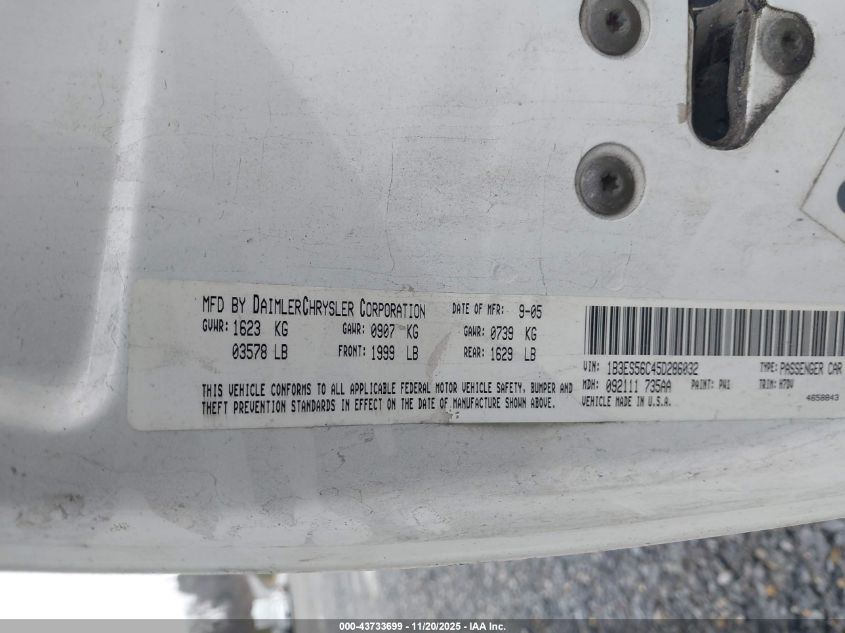 MFD BY DAIMLERCHRYSLER CORPORATION DATE OF MFR: 9-05
GVWR: 1623 KG GAWR: 0907 KG GAWR: 0739 KG
03578 LB FRONT: 1999 LB REAR: 1629 LB
THIS VEHICLE CONFORMS TO ALL APPLICABLE FEDERAL MOTOR VEHICLE SAFETY, BUMPER AND
THEFT PREVENTION STANDARDS IN EFFECT ON THE DATE OF MANUFACTURE SHOWN ABOVE.
VIN: 1B3ES56C45D286032 TYPE: PASSENGER CAR
MDH: 092111 735AA PAINT: PW1 TRIM: H7DV
VEHICLE MADE IN U.S.A. 4658843
000-43733699 - 11/20/2025 - IAA Inc.